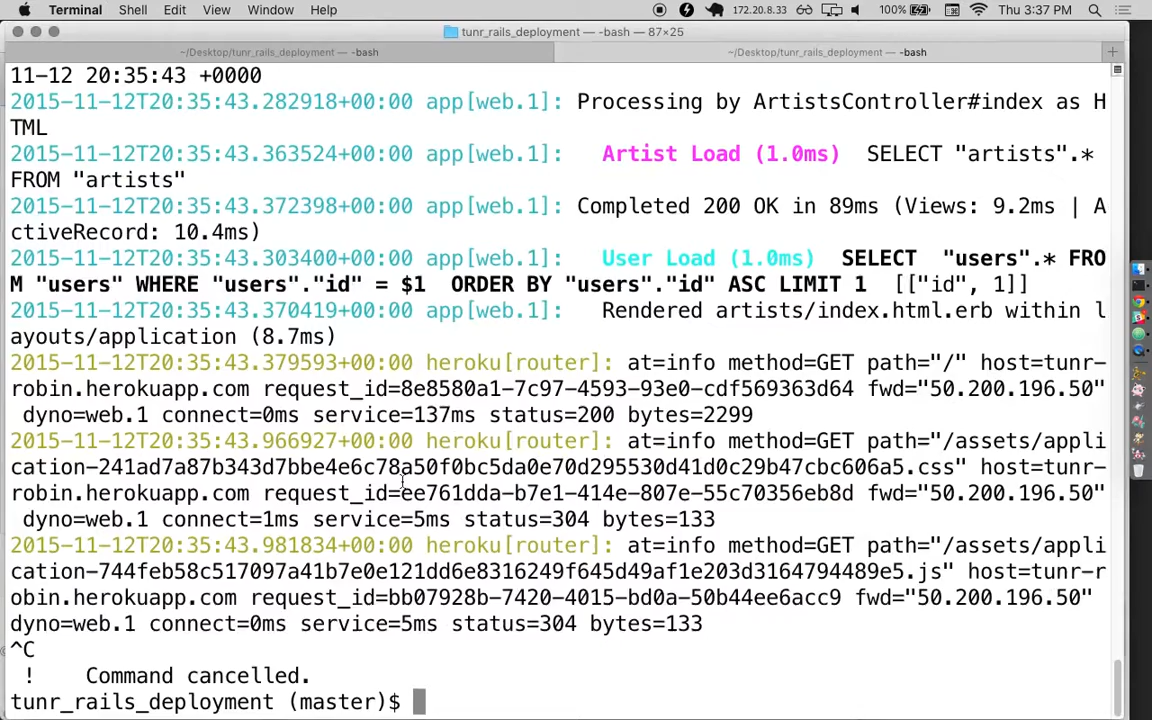 Terminal Shell Edit View Window Help 172.20.8.33 100% Thu 3:37 PM
tunr_rails_deployment — -bash — 87×25
~/Desktop/tunr_rails_deployment — -bash ~/Desktop/tunr_rails_deployment — -bash
11-12 20:35:43 +0000
2015-11-12T20:35:43.282918+00:00 app[web.1]: Processing by ArtistsController#index as H
TML
2015-11-12T20:35:43.363524+00:00 app[web.1]:   Artist Load (1.0ms)  SELECT "artists".*
FROM "artists"
2015-11-12T20:35:43.372398+00:00 app[web.1]: Completed 200 OK in 89ms (Views: 9.2ms | A
ctiveRecord: 10.4ms)
2015-11-12T20:35:43.303400+00:00 app[web.1]:   User Load (1.0ms)  SELECT  "users".* FRO
M "users" WHERE "users"."id" = $1  ORDER BY "users"."id" ASC LIMIT 1  [["id", 1]]
2015-11-12T20:35:43.370419+00:00 app[web.1]:   Rendered artists/index.html.erb within l
ayouts/application (8.7ms)
2015-11-12T20:35:43.379593+00:00 heroku[router]: at=info method=GET path="/" host=tunr-
robin.herokuapp.com request_id=8e8580a1-7c97-4593-93e0-cdf569363d64 fwd="50.200.196.50"
 dyno=web.1 connect=0ms service=137ms status=200 bytes=2299
2015-11-12T20:35:43.966927+00:00 heroku[router]: at=info method=GET path="/assets/appli
cation-241ad7a87b343d7bbe4e6c78a50f0bc5da0e70d295530d41d0c29b47cbc606a5.css" host=tunr-
robin.herokuapp.com request_id=ee761dda-b7e1-414e-807e-55c70356eb8d fwd="50.200.196.50"
 dyno=web.1 connect=1ms service=5ms status=304 bytes=133
2015-11-12T20:35:43.981834+00:00 heroku[router]: at=info method=GET path="/assets/appli
cation-744feb58c517097a41b7e0e121dd6e8316249f645d49af1e203d3164794489e5.js" host=tunr-r
obin.herokuapp.com request_id=bb07928b-7420-4015-bd0a-50b44ee6acc9 fwd="50.200.196.50"
dyno=web.1 connect=0ms service=5ms status=304 bytes=133
^C
 !    Command cancelled.
tunr_rails_deployment (master)$